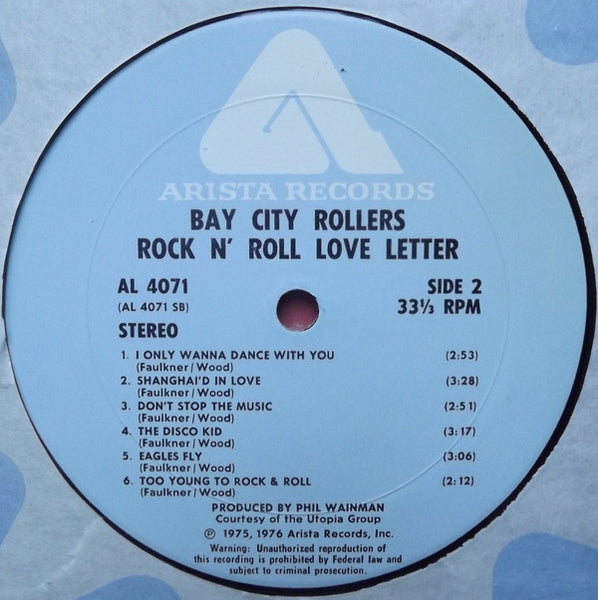 ARISTA RECORDS
BAY CITY ROLLERS
ROCK N' ROLL LOVE LETTER
AL 4071 SIDE 2
(AL 4071 SB) 33⅓ RPM
STEREO
1. I ONLY WANNA DANCE WITH YOU (2:53)
(Faulkner/Wood)
2. SHANGHAI'D IN LOVE (3:28)
(Faulkner/Wood)
3. DON'T STOP THE MUSIC (2:51)
(Faulkner/Wood)
4. THE DISCO KID (3:17)
(Faulkner/Wood)
5. EAGLES FLY (3:06)
(Faulkner/Wood)
6. TOO YOUNG TO ROCK & ROLL (2:12)
(Faulkner/Wood)
PRODUCED BY PHIL WAINMAN
Courtesy of the Utopia Group
℗ 1975, 1976 Arista Records, Inc.
Warning: Unauthorized reproduction of
this recording is prohibited by Federal law and
subject to criminal prosecution.